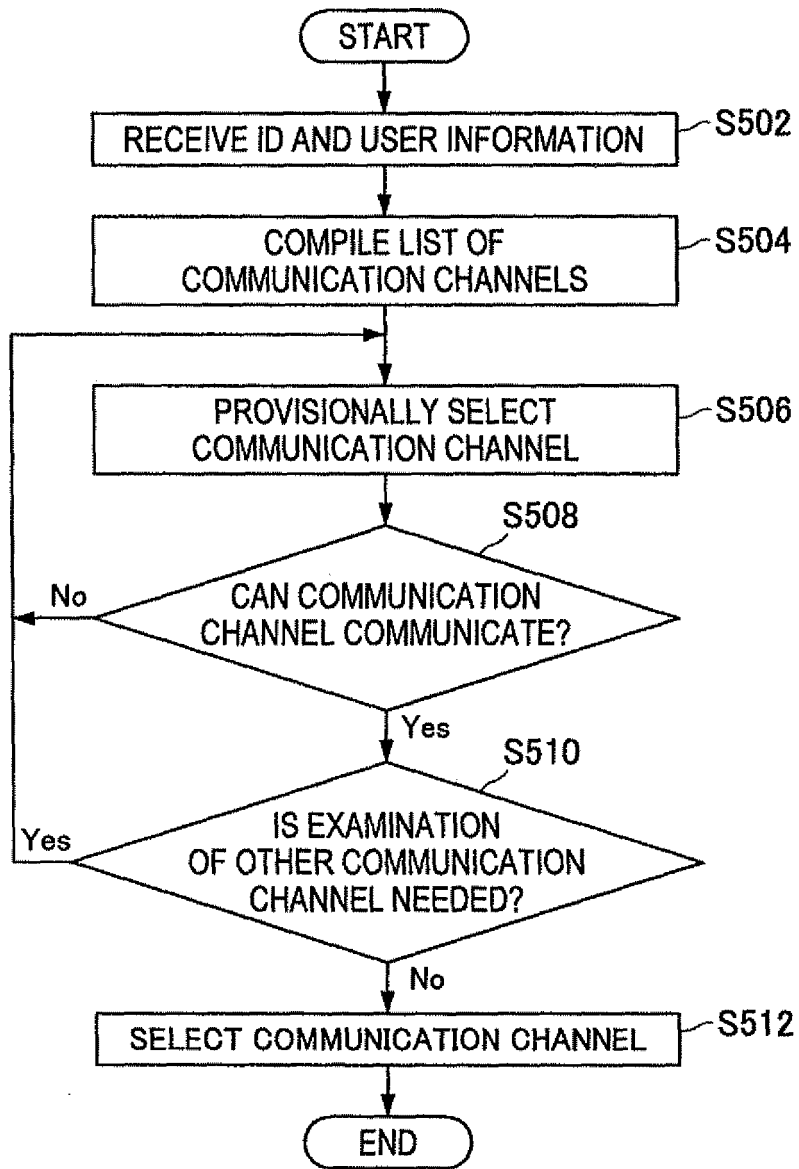 START
RECEIVE ID AND USER INFORMATION
S502
COMPILE LIST OF
COMMUNICATION CHANNELS
S504
PROVISIONALLY SELECT
COMMUNICATION CHANNEL
S506
S508
CAN COMMUNICATION
CHANNEL COMMUNICATE?
No
Yes
S510
IS EXAMINATION
OF OTHER COMMUNICATION
CHANNEL NEEDED?
Yes
No
SELECT COMMUNICATION CHANNEL
S512
END